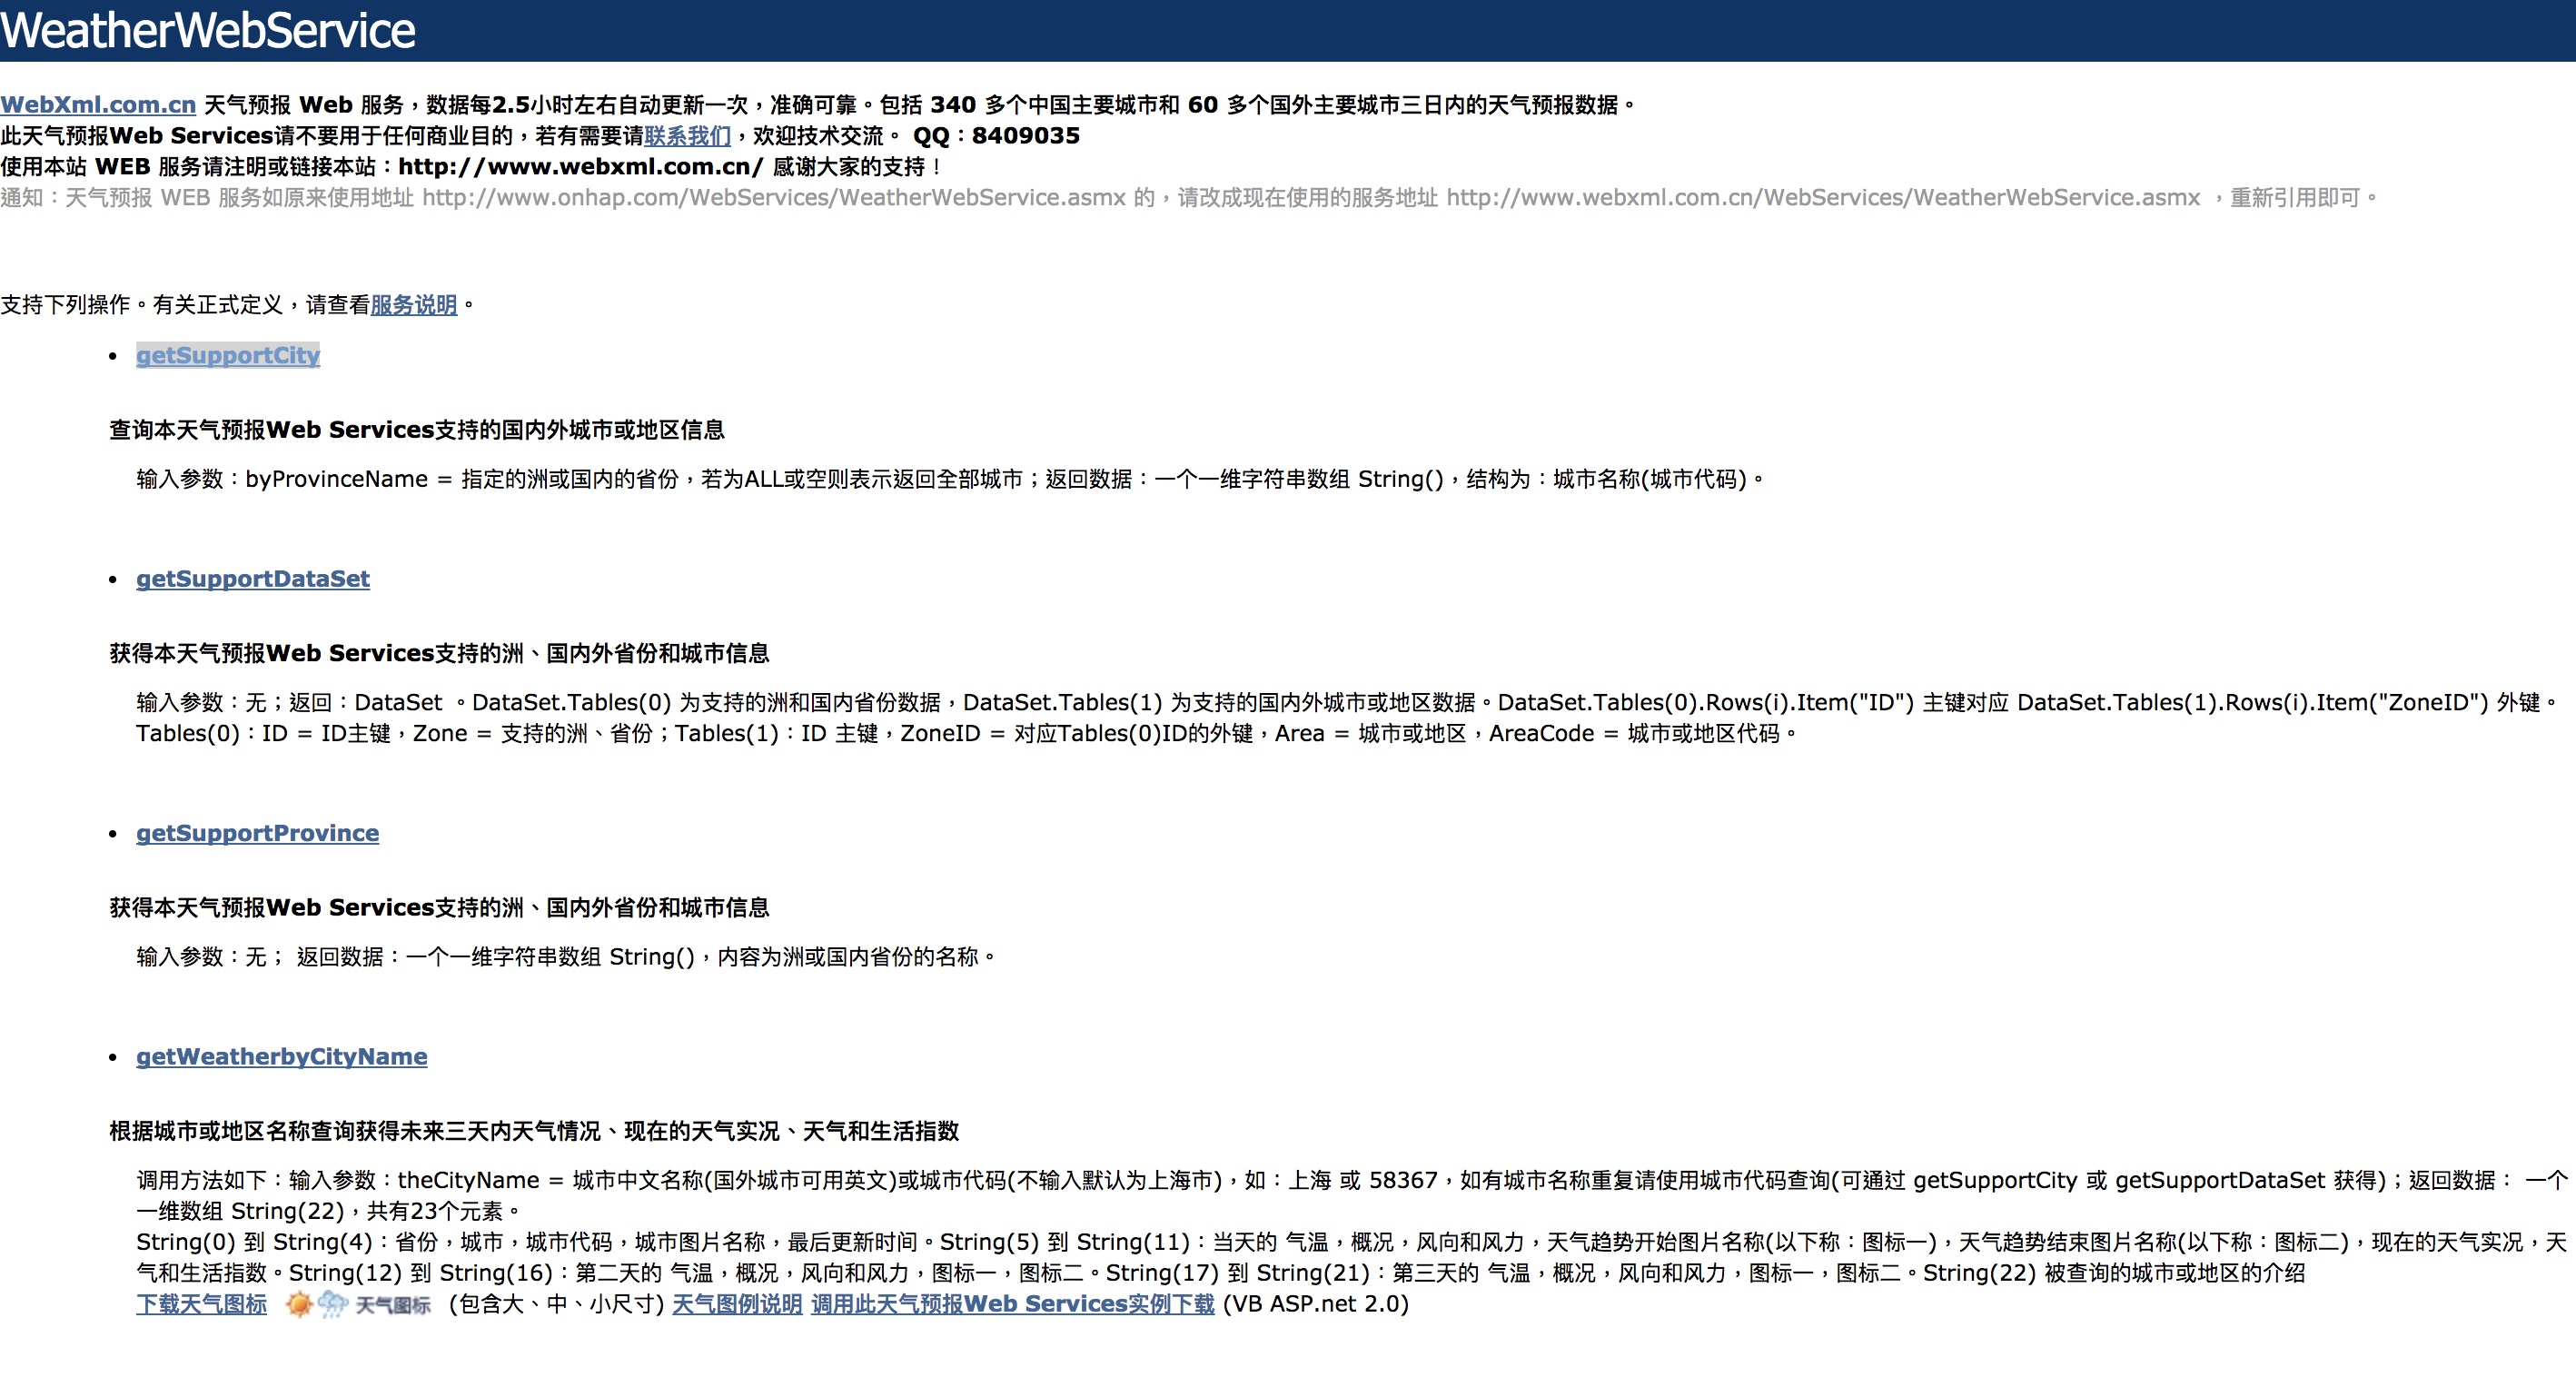 WeatherWebService
WebXml.com.cn 天气预报 Web 服务，数据每2.5小时左右自动更新一次，准确可靠。包括 340 多个中国主要城市和 60 多个国外主要城市三日内的天气预报数据。
此天气预报Web Services请不要用于任何商业目的，若有需要请联系我们，欢迎技术交流。 QQ：8409035
使用本站 WEB 服务请注明或链接本站：http://www.webxml.com.cn/ 感谢大家的支持！
通知：天气预报 WEB 服务如原来使用地址 http://www.onhap.com/WebServices/WeatherWebService.asmx 的，请改成现在使用的服务地址 http://www.webxml.com.cn/WebServices/WeatherWebService.asmx ，重新引用即可。
支持下列操作。有关正式定义，请查看服务说明。
• getSupportCity
查询本天气预报Web Services支持的国内外城市或地区信息
输入参数：byProvinceName = 指定的洲或国内的省份，若为ALL或空则表示返回全部城市；返回数据：一个一维字符串数组 String()，结构为：城市名称(城市代码)。
• getSupportDataSet
获得本天气预报Web Services支持的洲、国内外省份和城市信息
输入参数：无；返回：DataSet 。DataSet.Tables(0) 为支持的洲和国内省份数据，DataSet.Tables(1) 为支持的国内外城市或地区数据。DataSet.Tables(0).Rows(i).Item("ID") 主键对应 DataSet.Tables(1).Rows(i).Item("ZoneID") 外键。
Tables(0)：ID = ID主键，Zone = 支持的洲、省份；Tables(1)：ID 主键，ZoneID = 对应Tables(0)ID的外键，Area = 城市或地区，AreaCode = 城市或地区代码。
• getSupportProvince
获得本天气预报Web Services支持的洲、国内外省份和城市信息
输入参数：无； 返回数据：一个一维字符串数组 String()，内容为洲或国内省份的名称。
• getWeatherbyCityName
根据城市或地区名称查询获得未来三天内天气情况、现在的天气实况、天气和生活指数
调用方法如下：输入参数：theCityName = 城市中文名称(国外城市可用英文)或城市代码(不输入默认为上海市)，如：上海 或 58367，如有城市名称重复请使用城市代码查询(可通过 getSupportCity 或 getSupportDataSet 获得)；返回数据： 一个
一维数组 String(22)，共有23个元素。
String(0) 到 String(4)：省份，城市，城市代码，城市图片名称，最后更新时间。String(5) 到 String(11)：当天的 气温，概况，风向和风力，天气趋势开始图片名称(以下称：图标一)，天气趋势结束图片名称(以下称：图标二)，现在的天气实况，天
气和生活指数。String(12) 到 String(16)：第二天的 气温，概况，风向和风力，图标一，图标二。String(17) 到 String(21)：第三天的 气温，概况，风向和风力，图标一，图标二。String(22) 被查询的城市或地区的介绍
下载天气图标 天气图标 (包含大、中、小尺寸) 天气图例说明 调用此天气预报Web Services实例下载 (VB ASP.net 2.0)